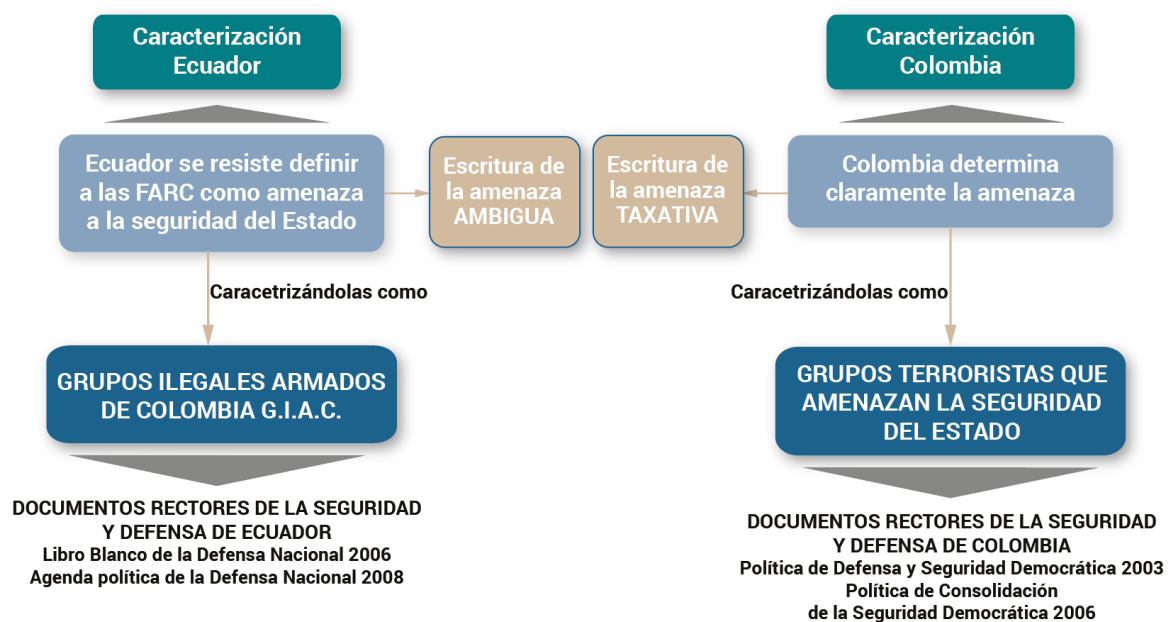 Caracterización
Ecuador
Ecuador se resiste definir
a las FARC como amenaza
a la seguridad del Estado
Escritura de
la amenaza
AMBIGUA
Caracetrizándolas como
GRUPOS ILEGALES ARMADOS
DE COLOMBIA G.I.A.C.
DOCUMENTOS RECTORES DE LA SEGURIDAD
Y DEFENSA DE ECUADOR
Libro Blanco de la Defensa Nacional 2006
Agenda política de la Defensa Nacional 2008
Caracterización
Colombia
Colombia determina
claramente la amenaza
Escritura de
la amenaza
TAXATIVA
Caracetrizándolas como
GRUPOS TERRORISTAS QUE
AMENAZAN LA SEGURIDAD
DEL ESTADO
DOCUMENTOS RECTORES DE LA SEGURIDAD
Y DEFENSA DE COLOMBIA
Política de Defensa y Seguridad Democrática 2003
Política de Consolidación
de la Seguridad Democrática 2006